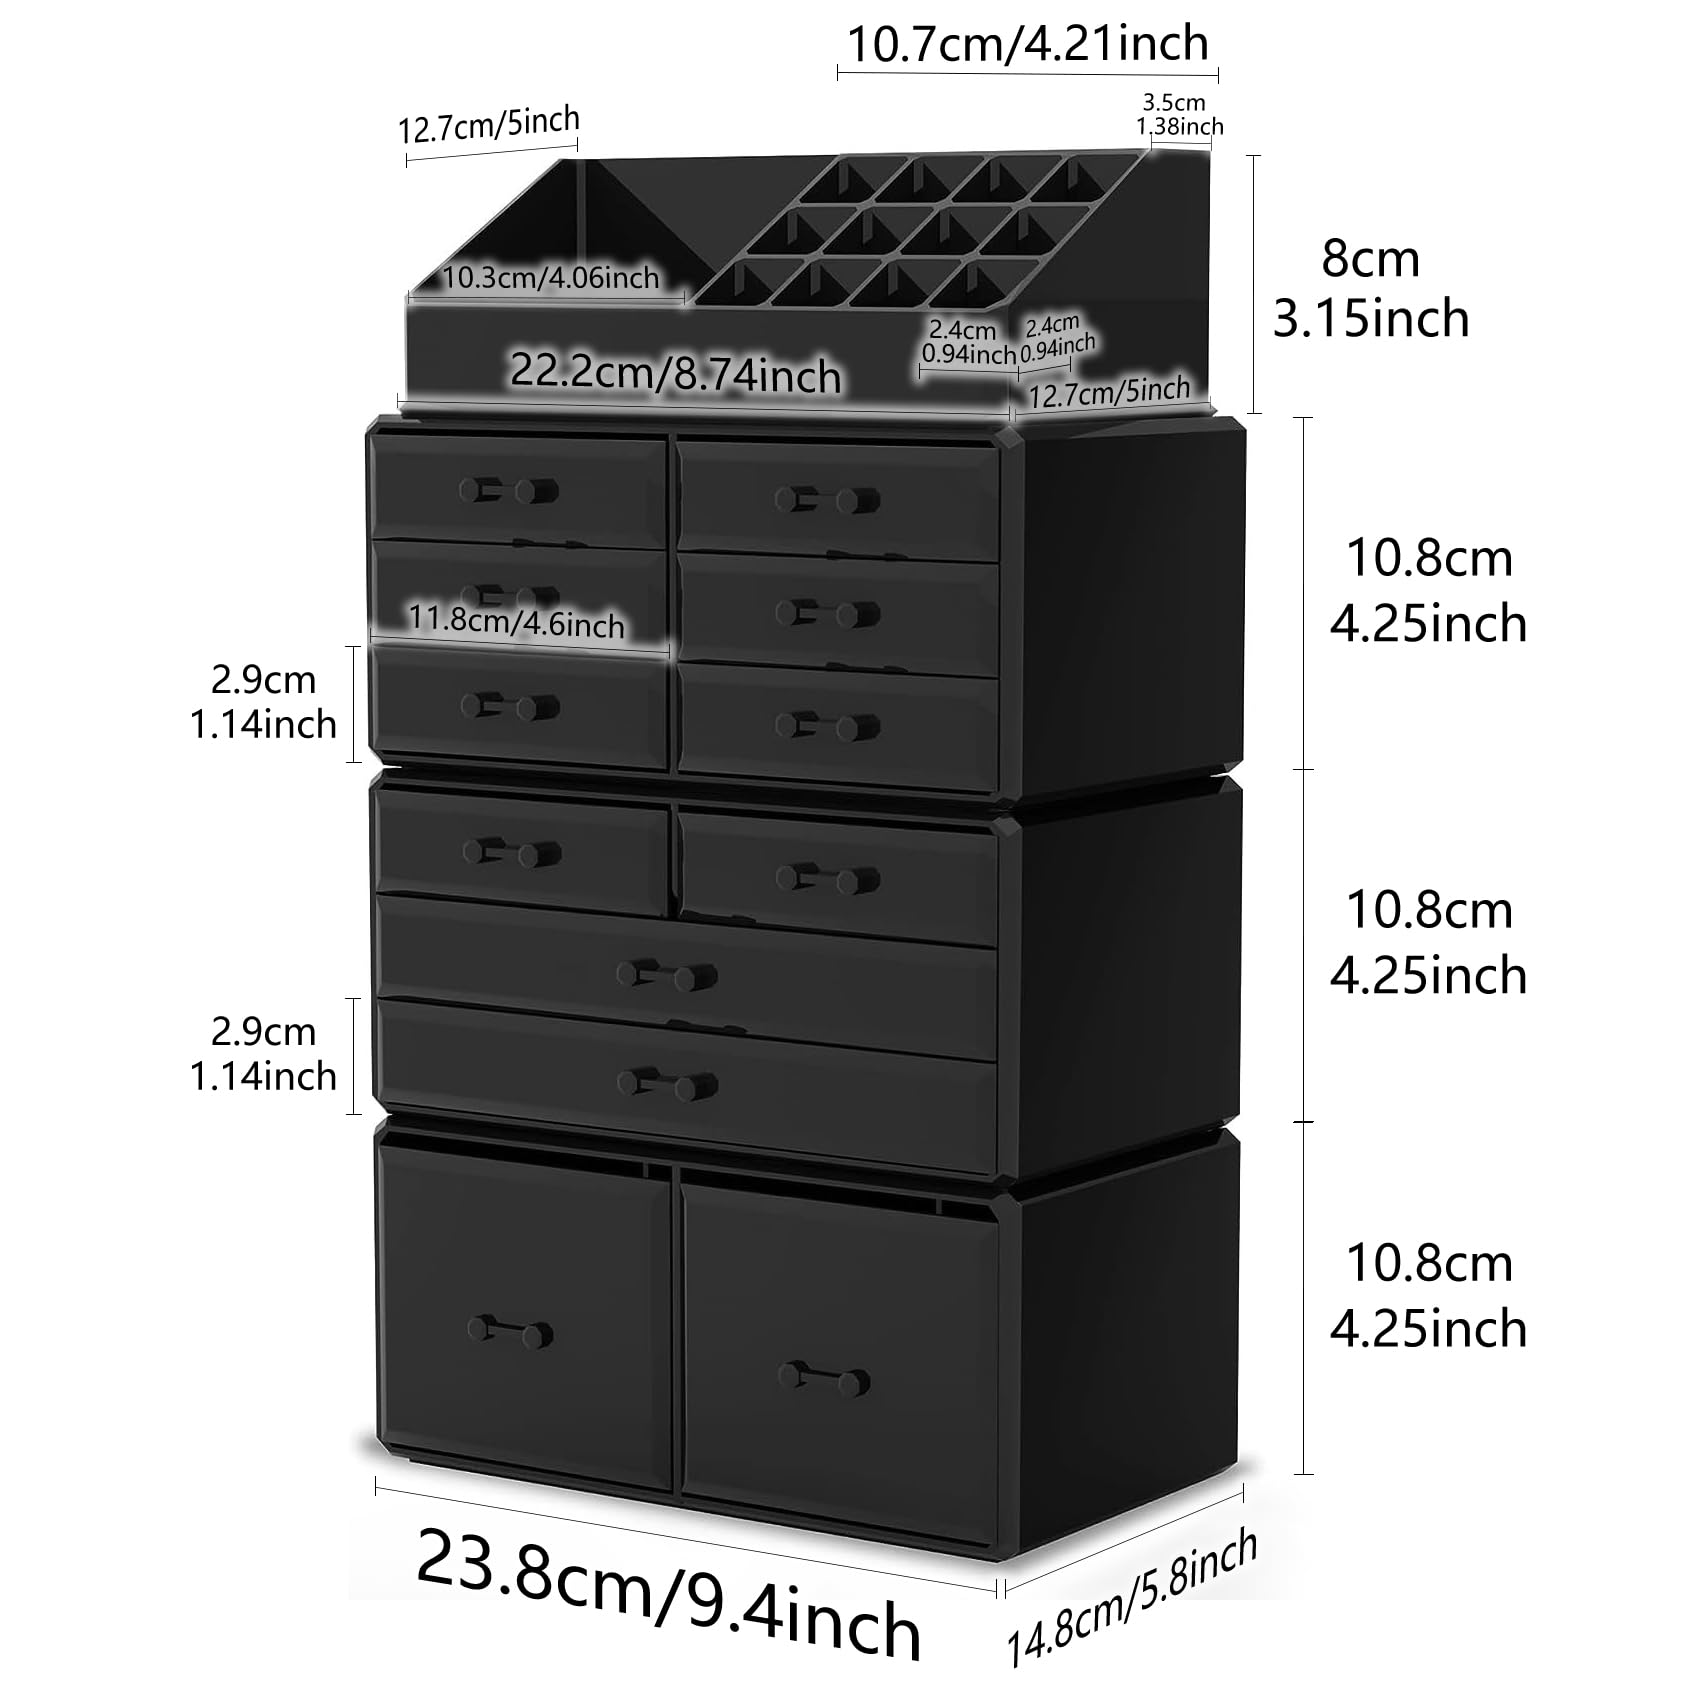 10.7cm/4.21inch
3.5cm
1.38inch
12.7cm/5inch
8cm
3.15inch
10.3cm/4.06inch
2.4cm
0.94inch
2.4cm
0.94inch
22.2cm/8.74inch
12.7cm/5inch
10.8cm
4.25inch
11.8cm/4.6inch
2.9cm
1.14inch
10.8cm
4.25inch
2.9cm
1.14inch
10.8cm
4.25inch
23.8cm/9.4inch
14.8cm/5.8inch